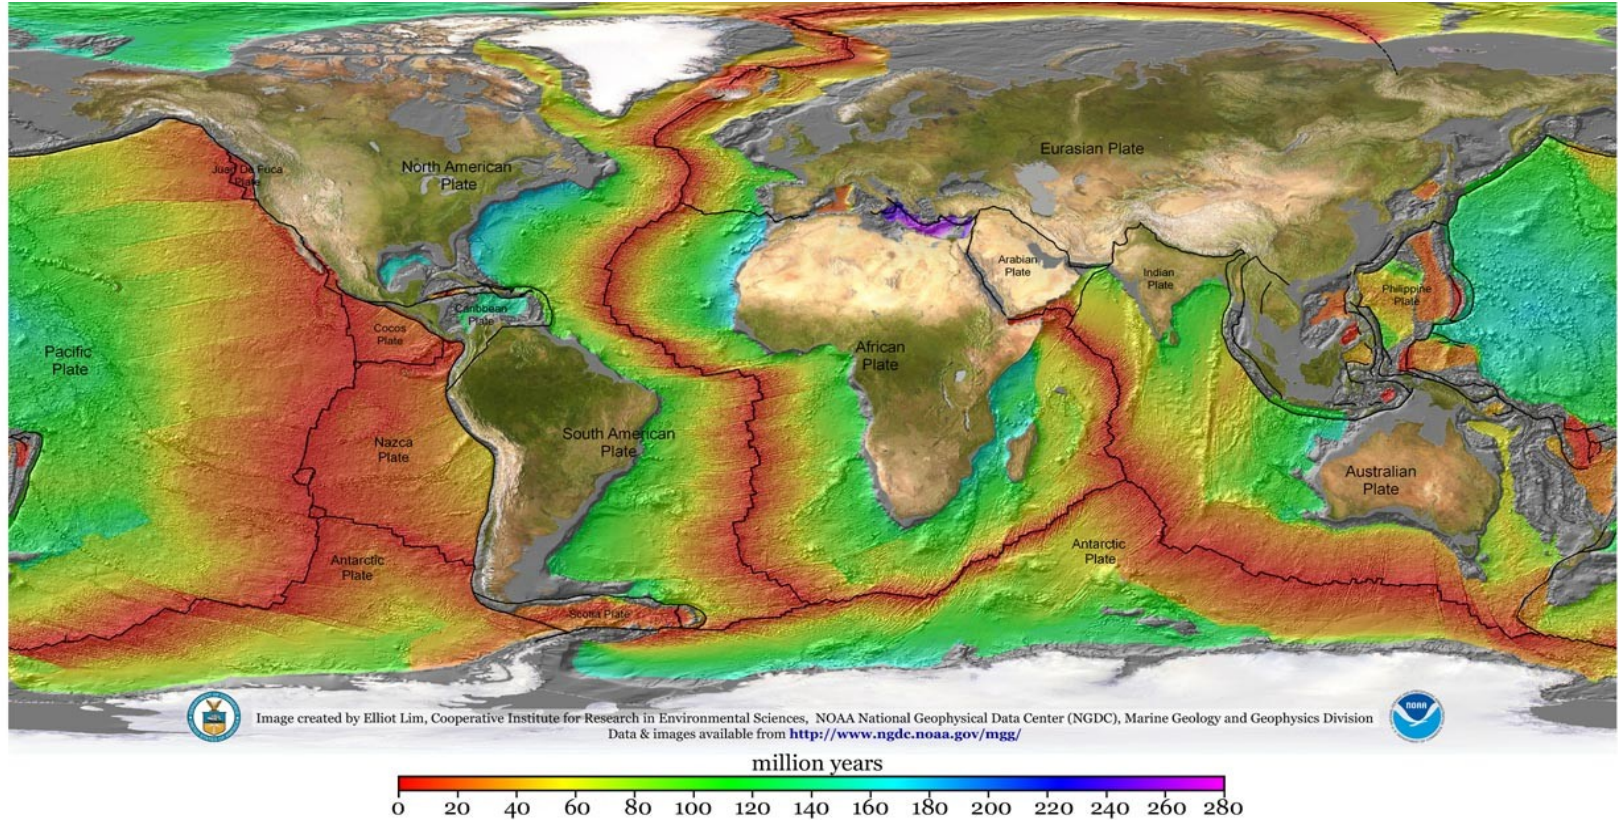 Juan De Fuca
Plate
North American
Plate
Eurasian Plate
Arabian
Plate
Indian
Plate
Philippine
Plate
Caribbean
Plate
Cocos
Plate
Pacific
Plate
African
Plate
Nazca
Plate
South American
Plate
Australian
Plate
Antarctic
Plate
Antarctic
Plate
Scotia Plate
Image created by Elliot Lim, Cooperative Institute for Research in Environmental Sciences, NOAA National Geophysical Data Center (NGDC), Marine Geology and Geophysics Division
Data & images available from http://www.ngdc.noaa.gov/mgg/
NOAA
million years
0 20 40 60 80 100 120 140 160 180 200 220 240 260 280